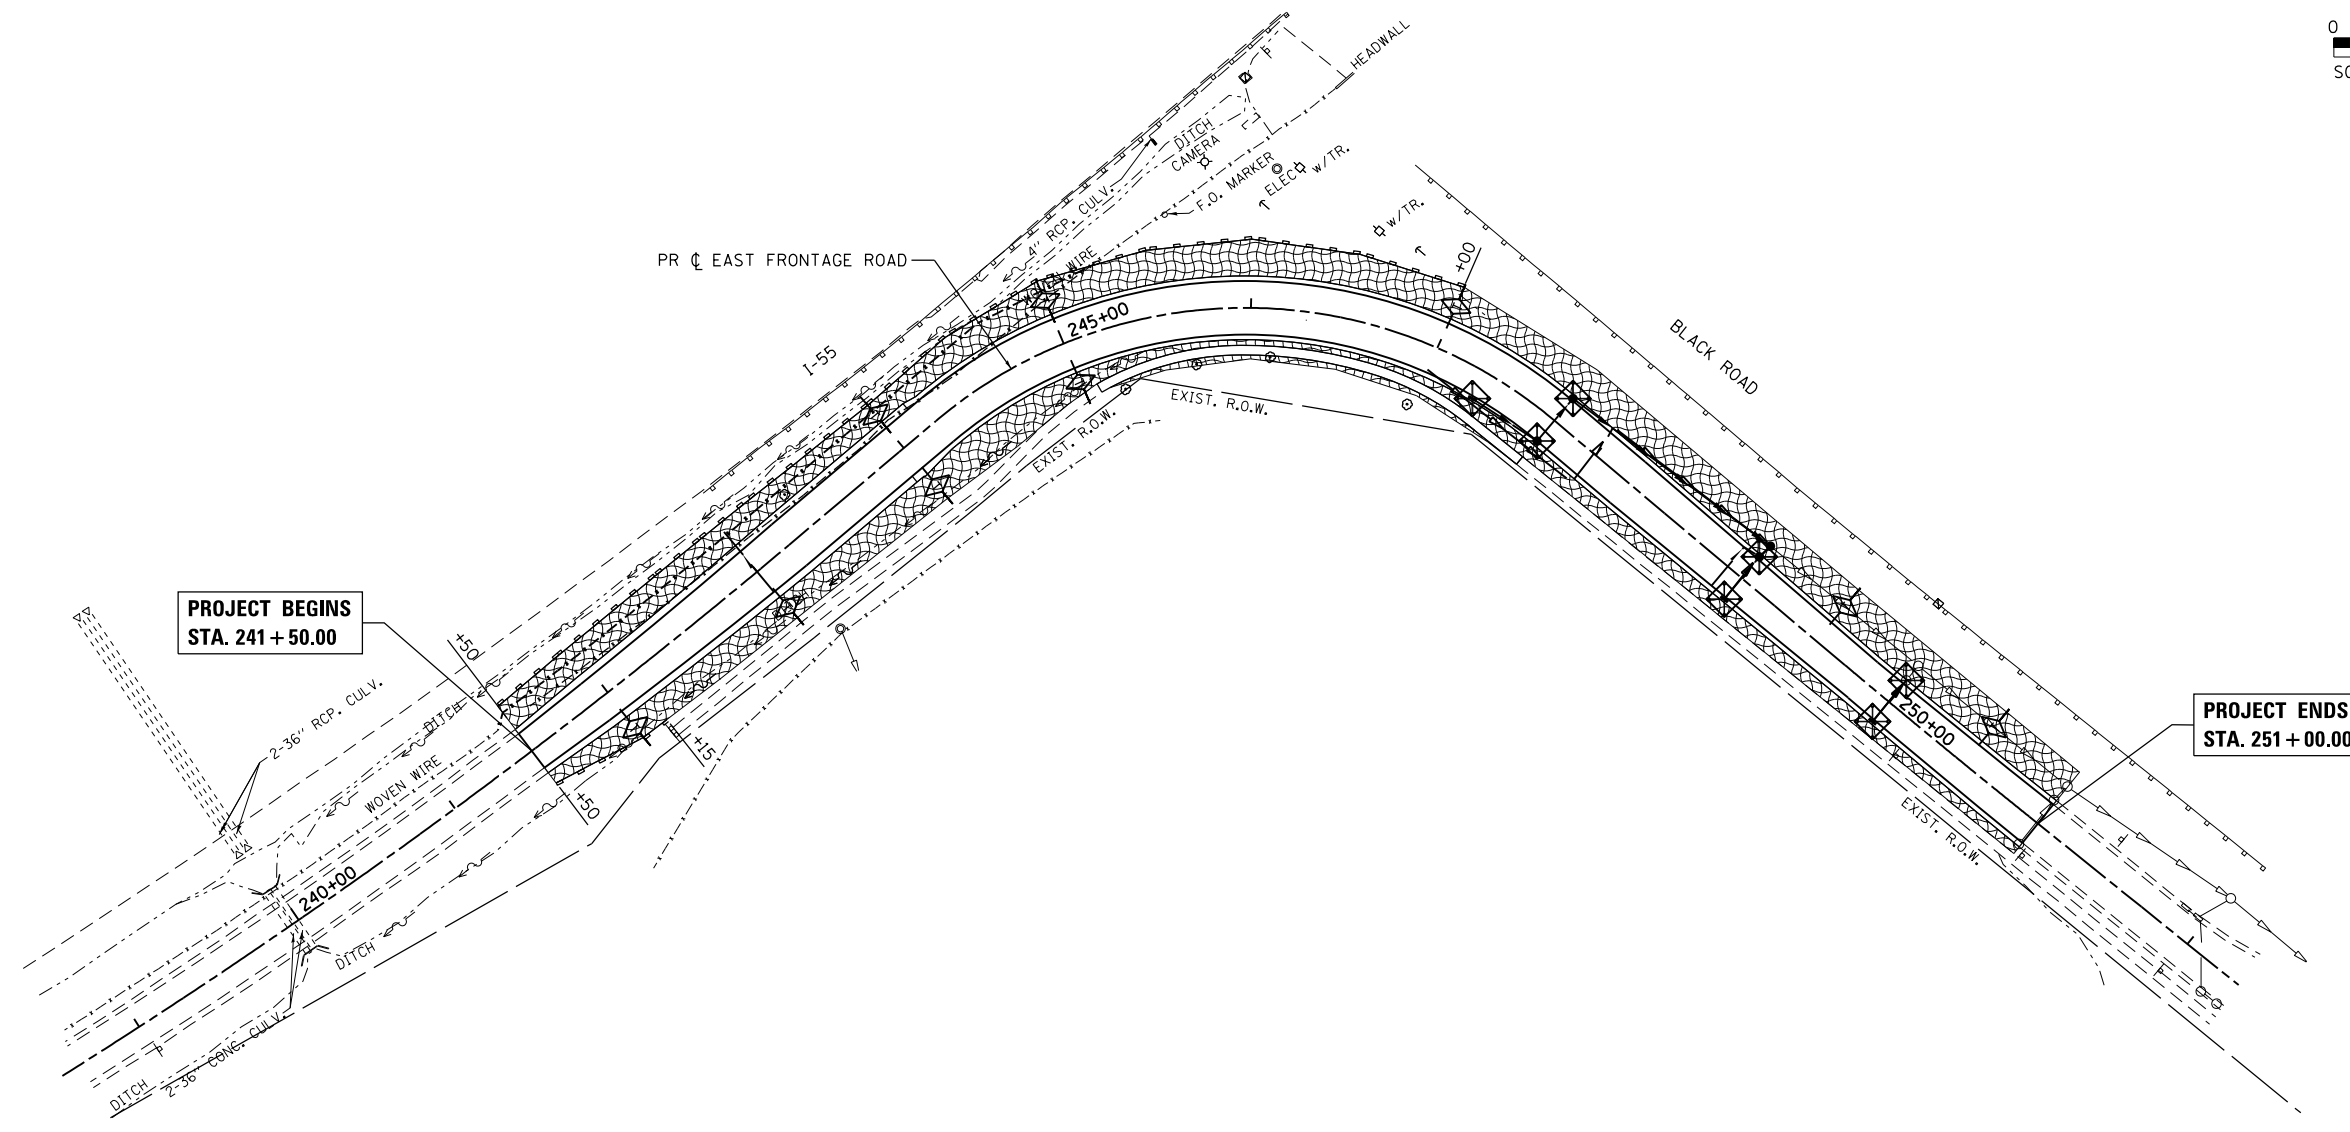 0
HEADWALL
DITCH
CAMERA
F.O. MARKER
ELEC
w/TR.
w/TR.
4" RCP. CULV.
WIRE
+00
PR ℄ EAST FRONTAGE ROAD
245+00
I-55
BLACK ROAD
EXIST. R.O.W.
EXIST. R.O.W.
PROJECT BEGINS
STA. 241+50.00
+50
2-36" RCP. CULV.
DITCH
WOVEN WIRE
+15
+50
PROJECT ENDS
STA. 251+00.00
250+00
EXIST. R.O.W.
240+00
DITCH
2-36" CONC. CULV.
DITCH